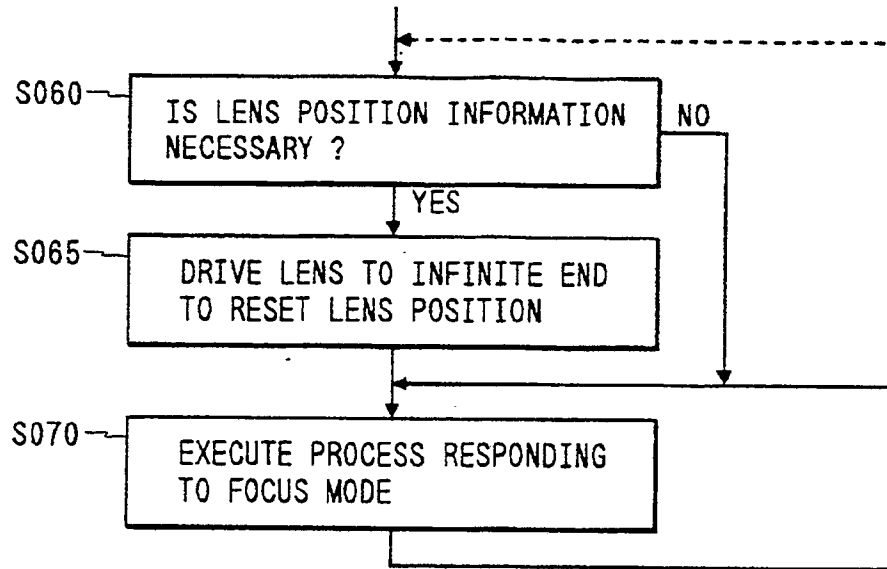 S060
IS LENS POSITION INFORMATION
NECESSARY ?
NO
YES
S065
DRIVE LENS TO INFINITE END
TO RESET LENS POSITION
S070
EXECUTE PROCESS RESPONDING
TO FOCUS MODE